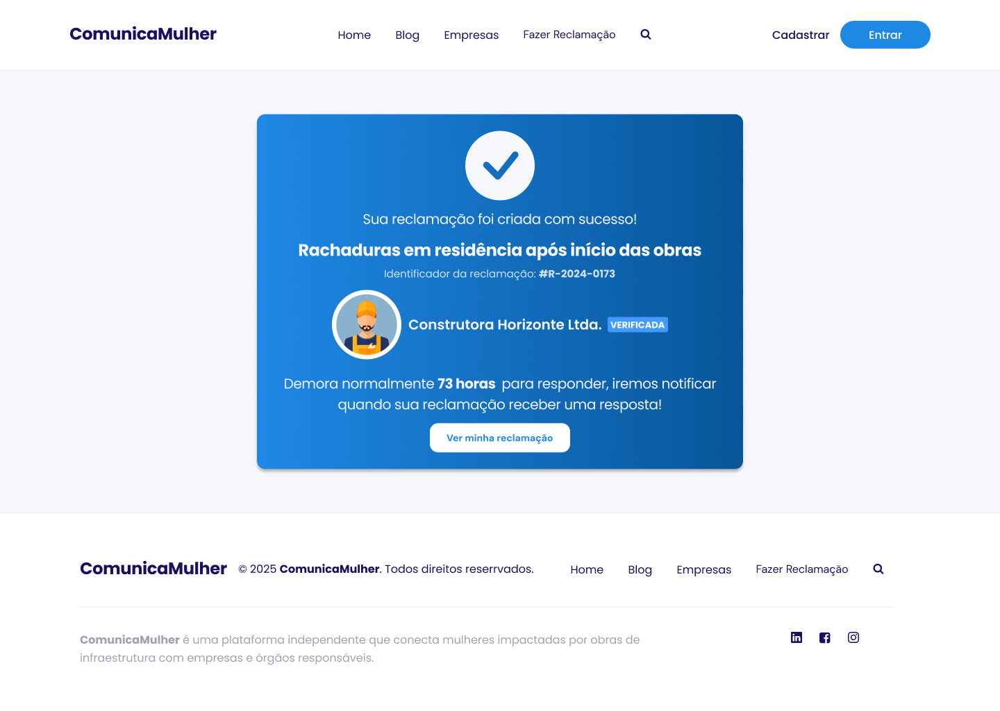 ComunicaMulher Home Blog Empresas Fazer Reclamação Cadastrar Entrar
Sua reclamação foi criada com sucesso!
Rachaduras em residência após início das obras
Identificador da reclamação: #R-2024-0173
Construtora Horizonte Ltda. VERIFICADA
Demora normalmente 73 horas para responder, iremos notificar
quando sua reclamação receber uma resposta!
Ver minha reclamação
ComunicaMulher © 2025 ComunicaMulher. Todos direitos reserrvados. Home Blog Empresas Fazer Reclamação
ComunicaMulher é uma plataforma independente que conecta mulheres impactadas por obras de
infraestrutura com empresas e órgãos responsáveis.